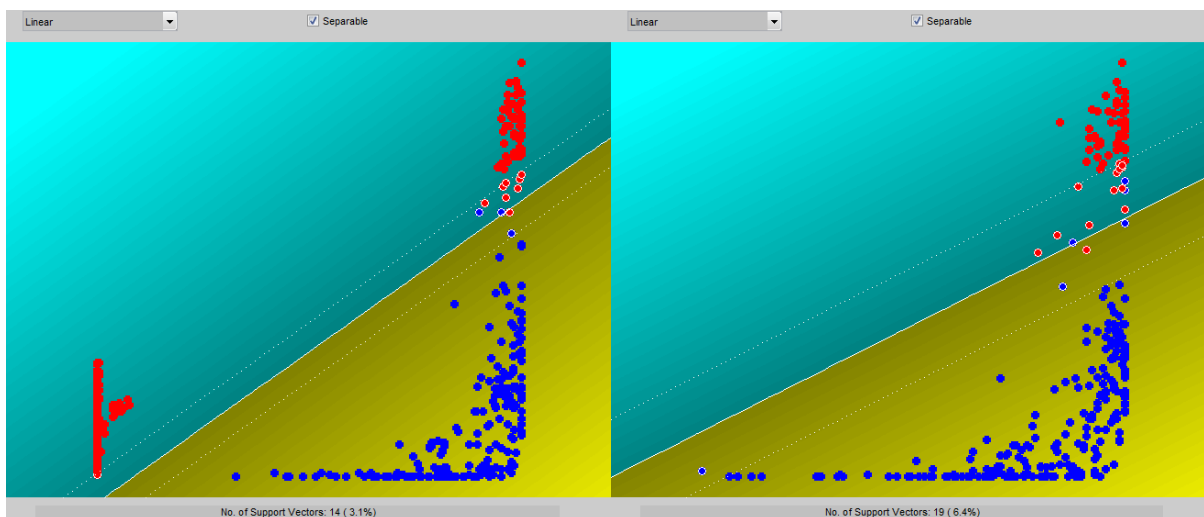 Linear
Separable
Linear
Separable
No. of Support Vectors: 14 ( 3.1%)
No. of Support Vectors: 19 ( 6.4%)